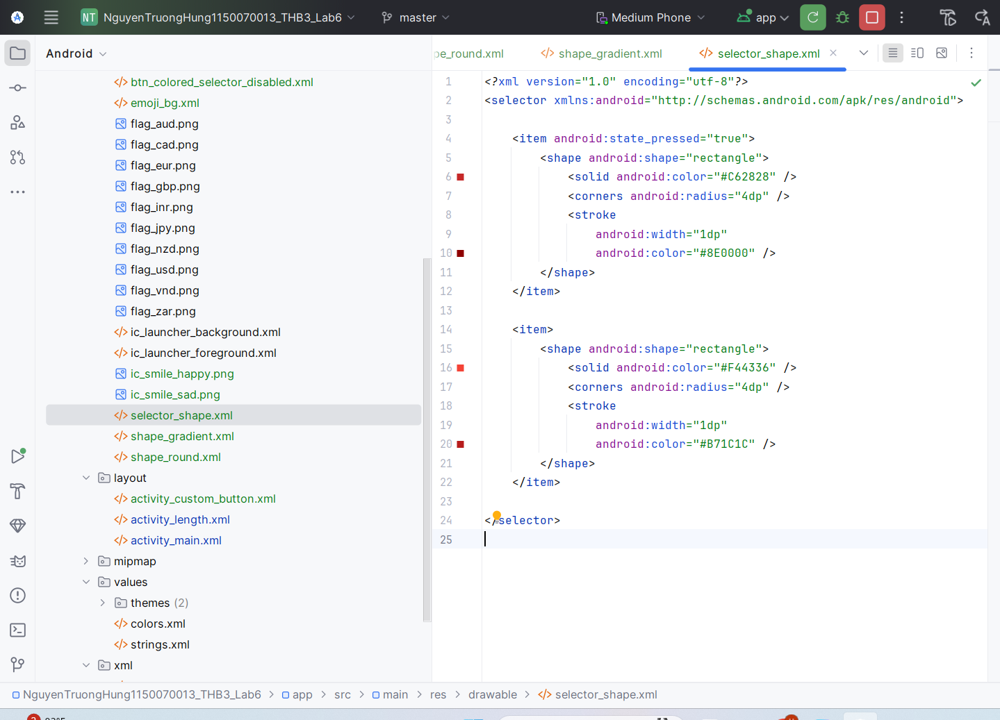 NT NguyenTruongHung1150070013_THB3_Lab6 master Medium Phone app
Android
pe_round.xml shape_gradient.xml selector_shape.xml
btn_colored_selector_disabled.xml
emoji_bg.xml
flag_aud.png
flag_cad.png
flag_eur.png
flag_gbp.png
flag_inr.png
flag_jpy.png
flag_nzd.png
flag_usd.png
flag_vnd.png
flag_zar.png
ic_launcher_background.xml
ic_launcher_foreground.xml
ic_smile_happy.png
ic_smile_sad.png
selector_shape.xml
shape_gradient.xml
shape_round.xml
layout
activity_custom_button.xml
activity_length.xml
activity_main.xml
mipmap
values
themes (2)
colors.xml
strings.xml
xml
1 <?xml version="1.0" encoding="utf-8"?>
2 <selector xmlns:android="http://schemas.android.com/apk/res/android">
3
4 <item android:state_pressed="true">
5 <shape android:shape="rectangle">
6 <solid android:color="#C62828" />
7 <corners android:radius="4dp" />
8 <stroke
9 android:width="1dp"
10 android:color="#8E0000" />
11 </shape>
12 </item>
13
14 <item>
15 <shape android:shape="rectangle">
16 <solid android:color="#F44336" />
17 <corners android:radius="4dp" />
18 <stroke
19 android:width="1dp"
20 android:color="#B71C1C" />
21 </shape>
22 </item>
23
24 </selector>
25
NguyenTruongHung1150070013_THB3_Lab6 > app > src > main > res > drawable > selector_shape.xml